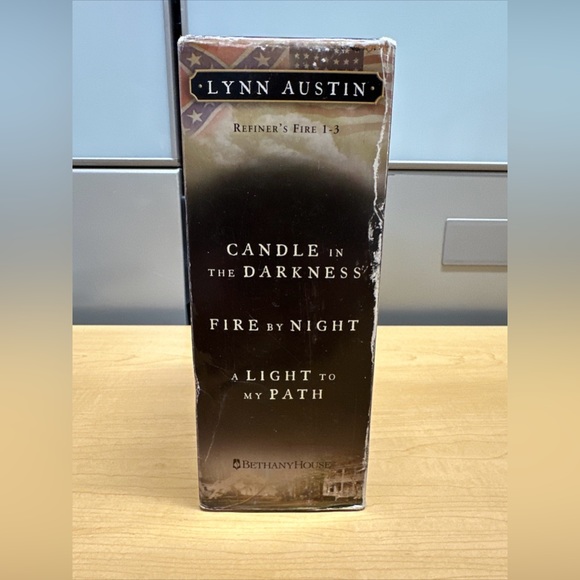 · LYNN AUSTIN ·
REFINER'S FIRE 1-3
CANDLE IN
THE DARKNESS
FIRE BY NIGHT
A LIGHT TO
MY PATH
BETHANYHOUSE